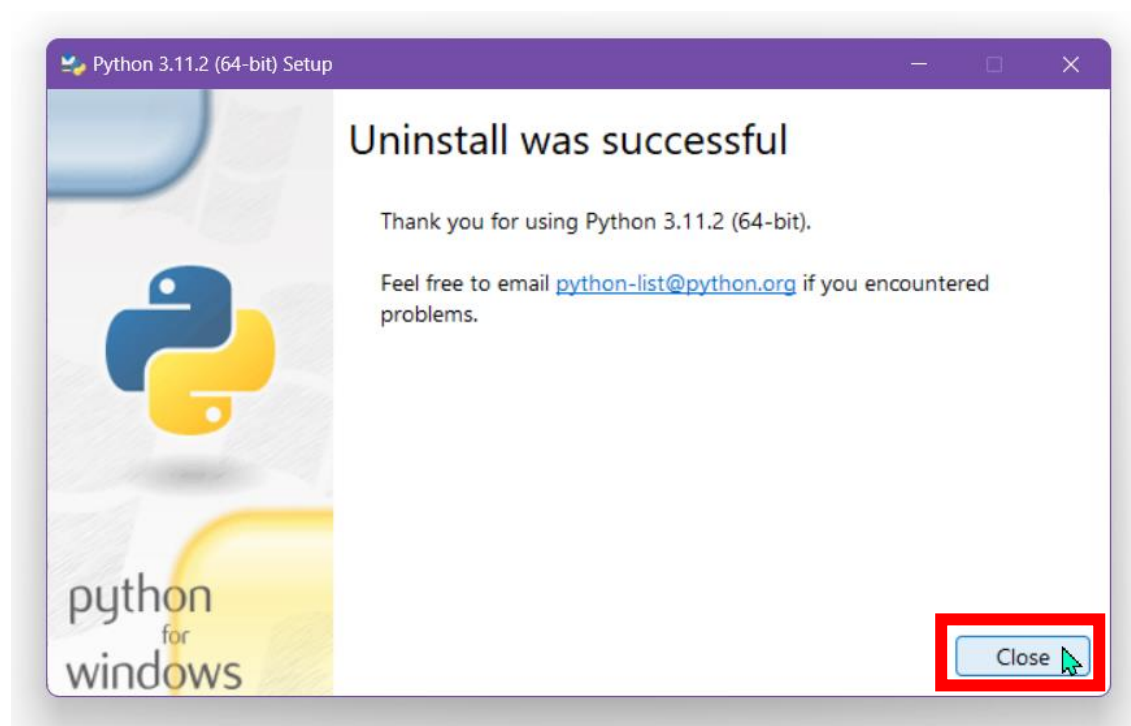 Python 3.11.2 (64-bit) Setup
Uninstall was successful
Thank you for using Python 3.11.2 (64-bit).
Feel free to email python-list@python.org if you encountered
problems.
python
for
windows
Close